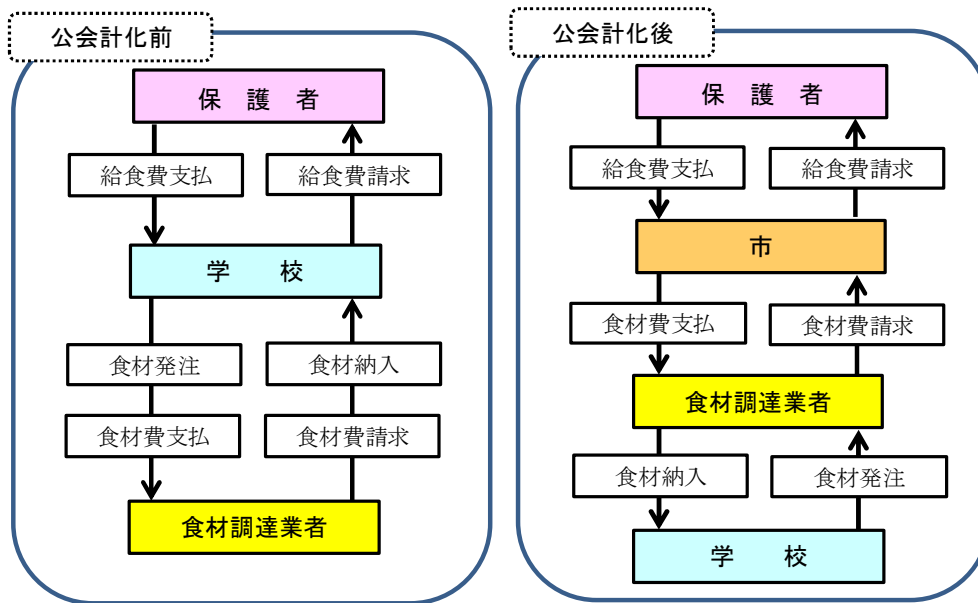 公会計化前
保　護　者
給食費支払
給食費請求
学　　校
食材発注
食材納入
食材費支払
食材費請求
食材調達業者
公会計化後
保　護　者
給食費支払
給食費請求
市
食材費支払
食材費請求
食材調達業者
食材納入
食材発注
学　　校